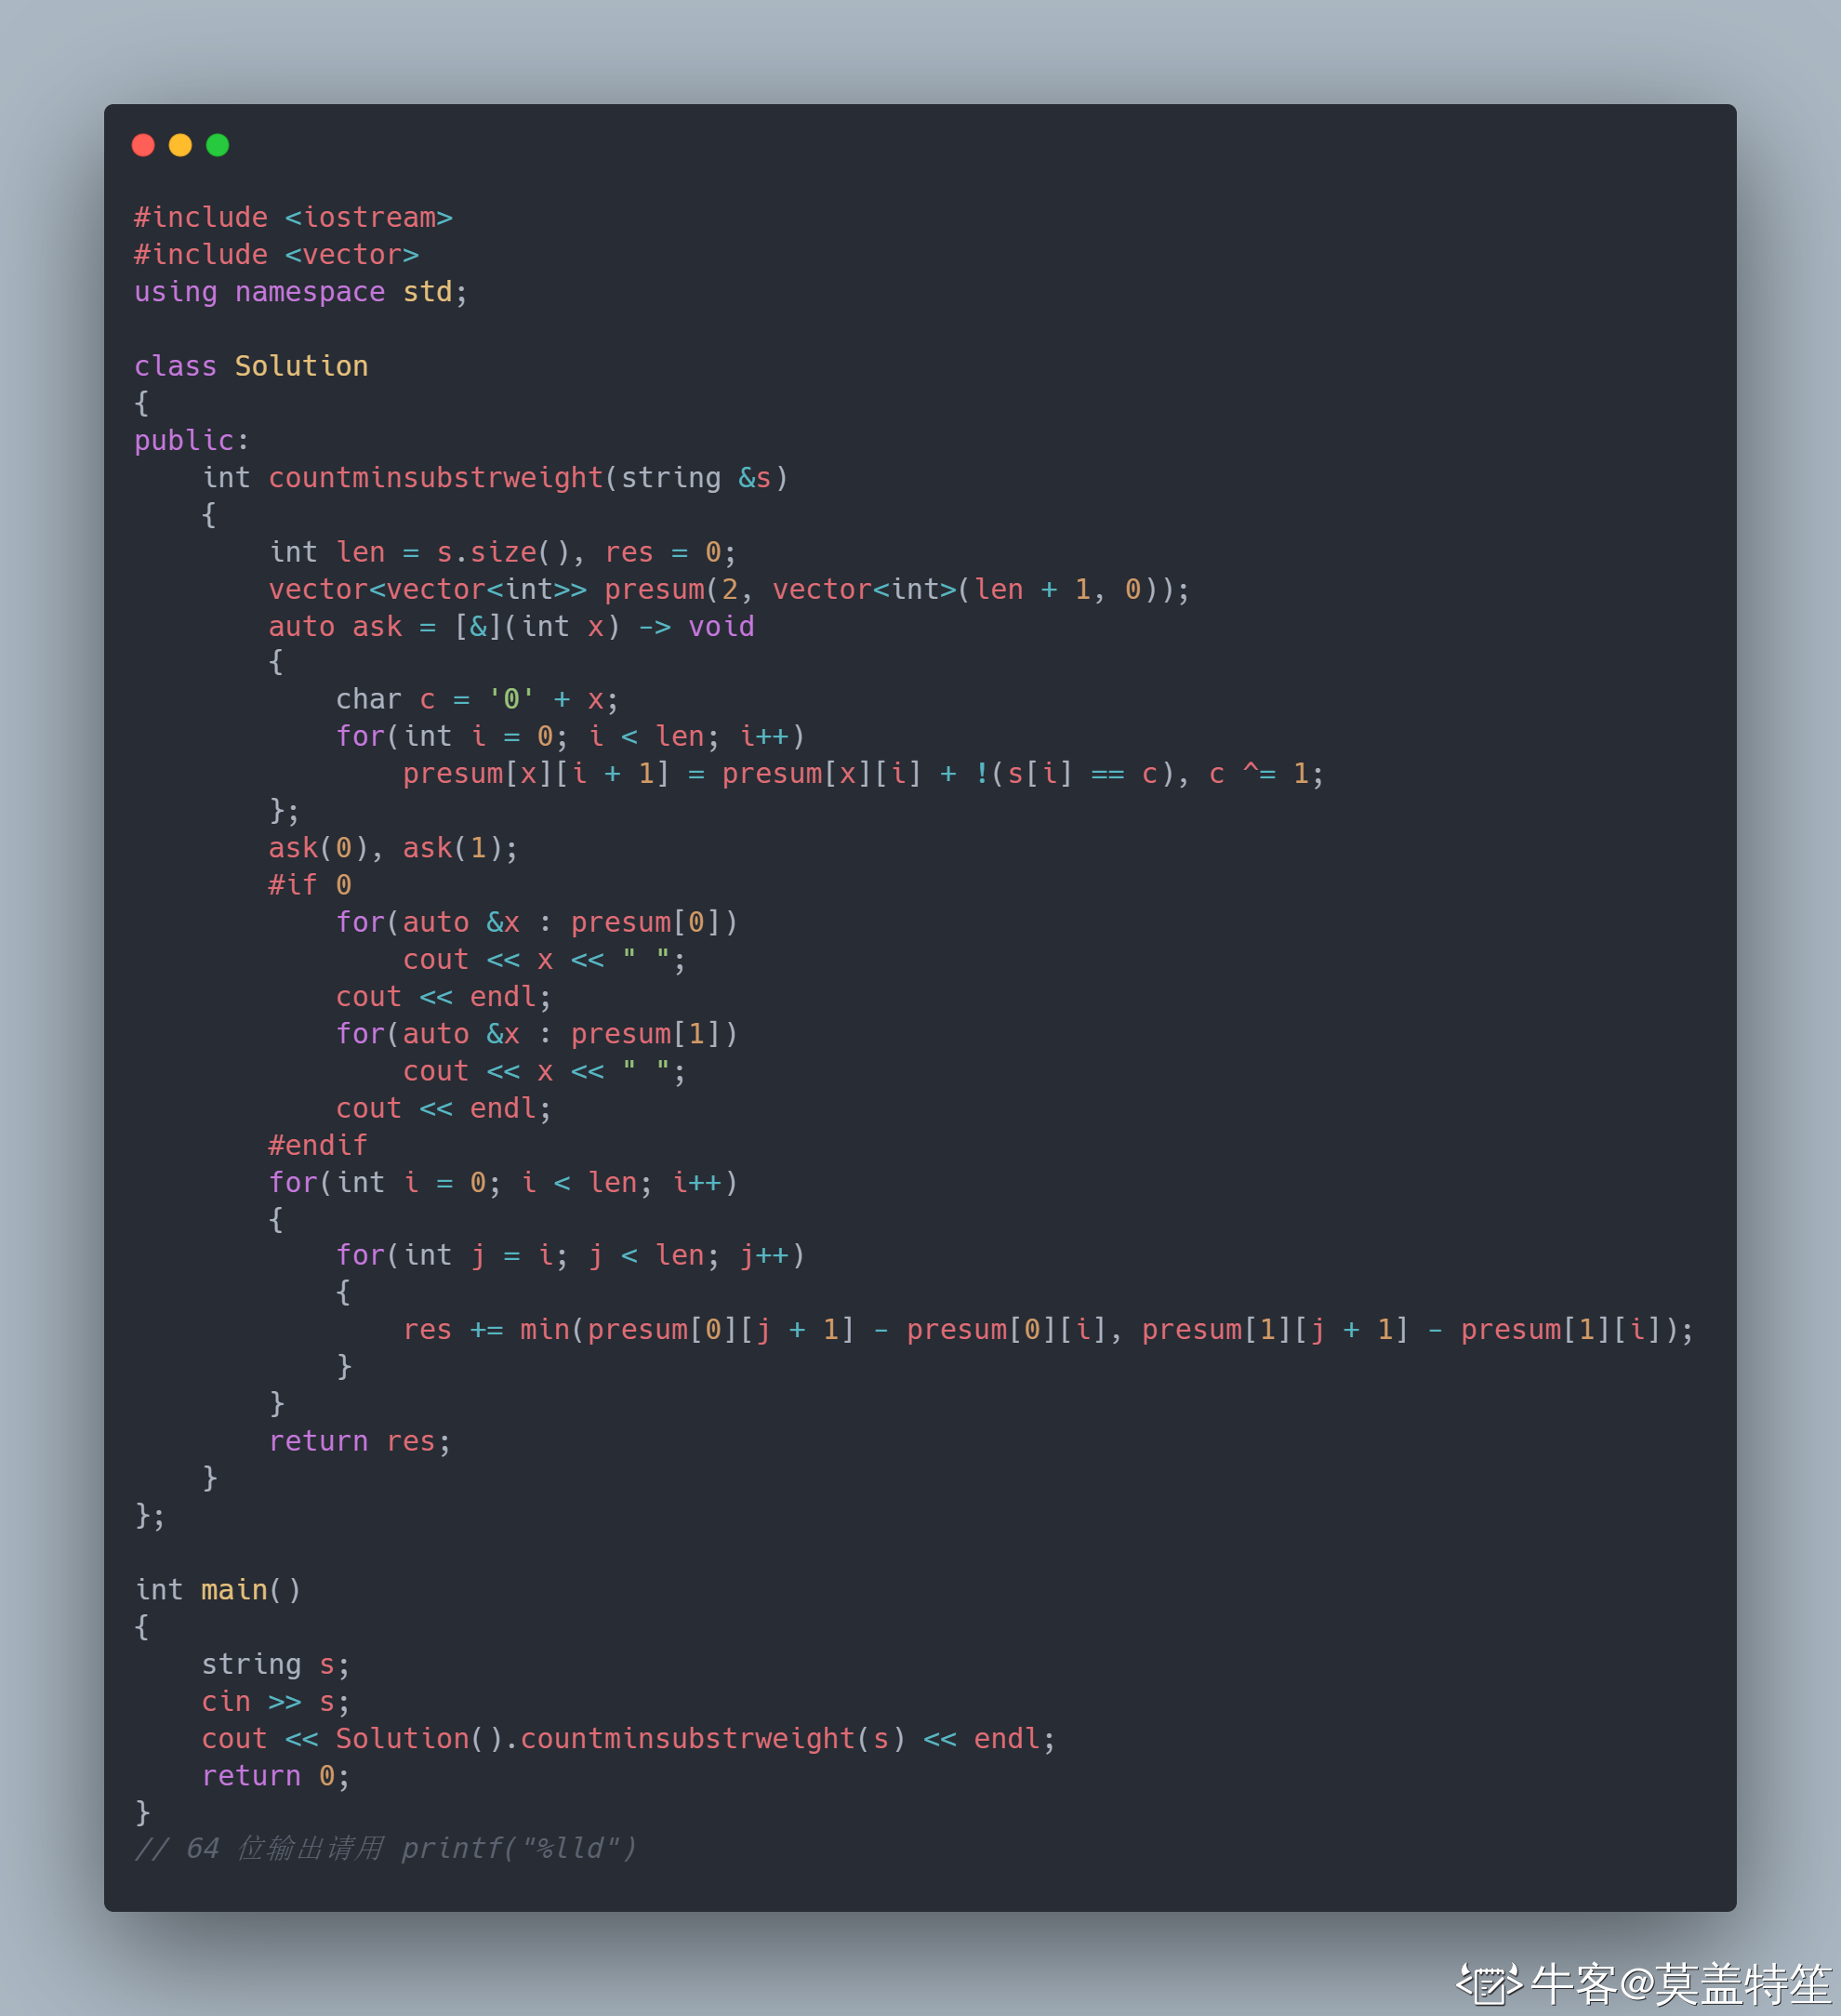 #include <iostream>
#include <vector>
using namespace std;

class Solution
{
public:
    int countminsubstrweight(string &s)
    {
        int len = s.size(), res = 0;
        vector<vector<int>> presum(2, vector<int>(len + 1, 0));
        auto ask = [&](int x) -> void
        {
            char c = '0' + x;
            for(int i = 0; i < len; i++)
                presum[x][i + 1] = presum[x][i] + !(s[i] == c), c ^= 1;
        };
        ask(0), ask(1);
        #if 0
            for(auto &x : presum[0])
                cout << x << " ";
            cout << endl;
            for(auto &x : presum[1])
                cout << x << " ";
            cout << endl;
        #endif
        for(int i = 0; i < len; i++)
        {
            for(int j = i; j < len; j++)
            {
                res += min(presum[0][j + 1] - presum[0][i], presum[1][j + 1] - presum[1][i]);
            }
        }
        return res;
    }
};

int main()
{
    string s;
    cin >> s;
    cout << Solution().countminsubstrweight(s) << endl;
    return 0;
}
// 64 位输出请用 printf("%lld")
牛客@莫盖特笙